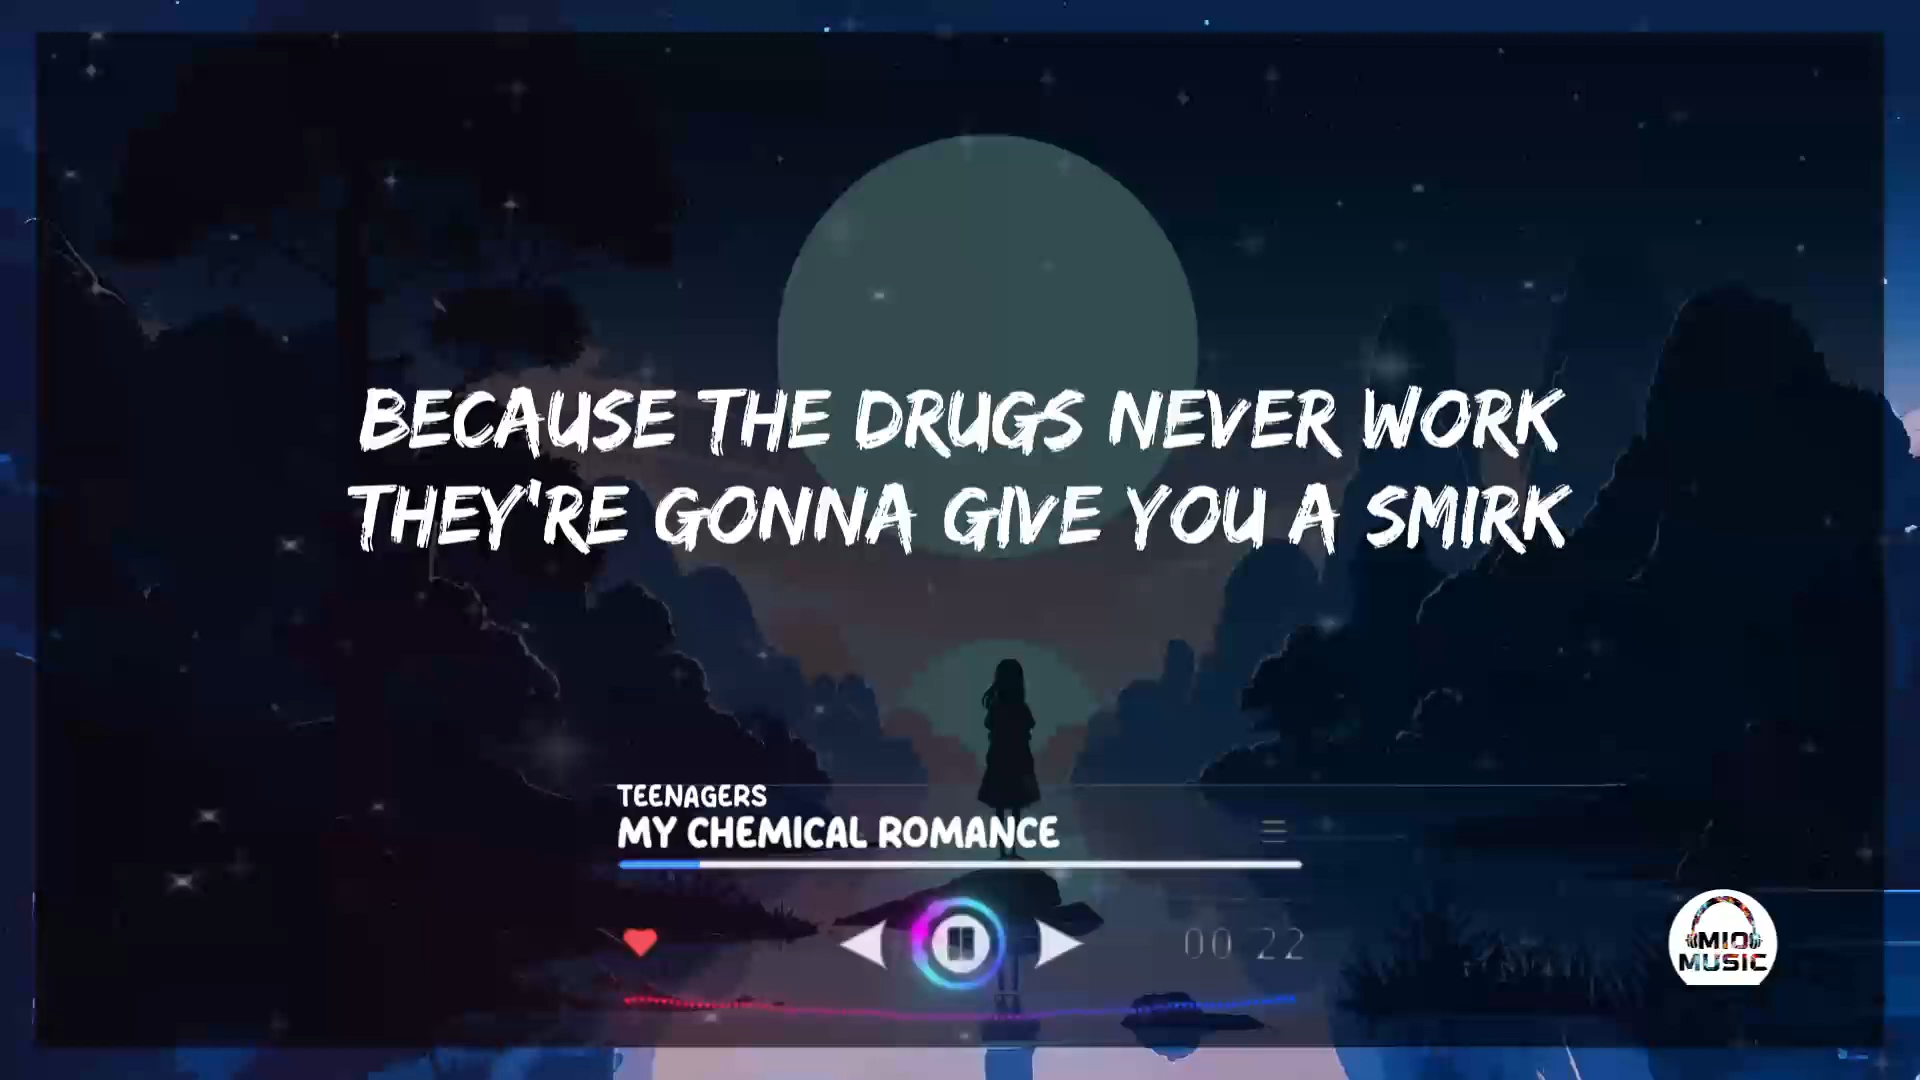 BECAUSE THE DRUGS NEVER WORK
THEY'RE GONNA GIVE YOU A SMIRK
TEENAGERS
MY CHEMICAL ROMANCE
00 22
MIO
MUSIC